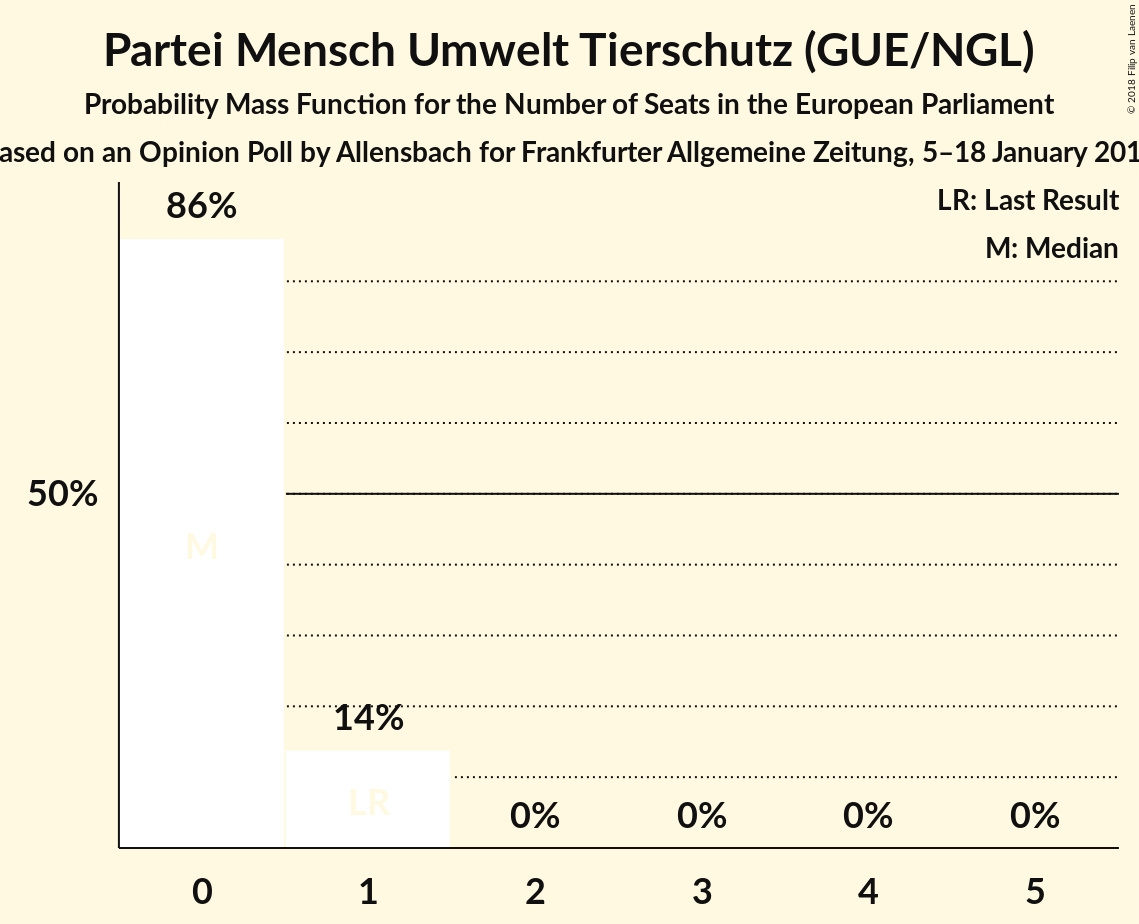 Partei Mensch Umwelt Tierschutz (GUE/NGL)
Probability Mass Function for the Number of Seats in the European Parliament
ased on an Opinion Poll by Allensbach for Frankfurter Allgemeine Zeitung, 5–18 January 201
© 2018 Filip van Laenen
LR: Last Result
M: Median
86%
50%
M
14%
LR
0%
0%
0%
0%
0
1
2
3
4
5